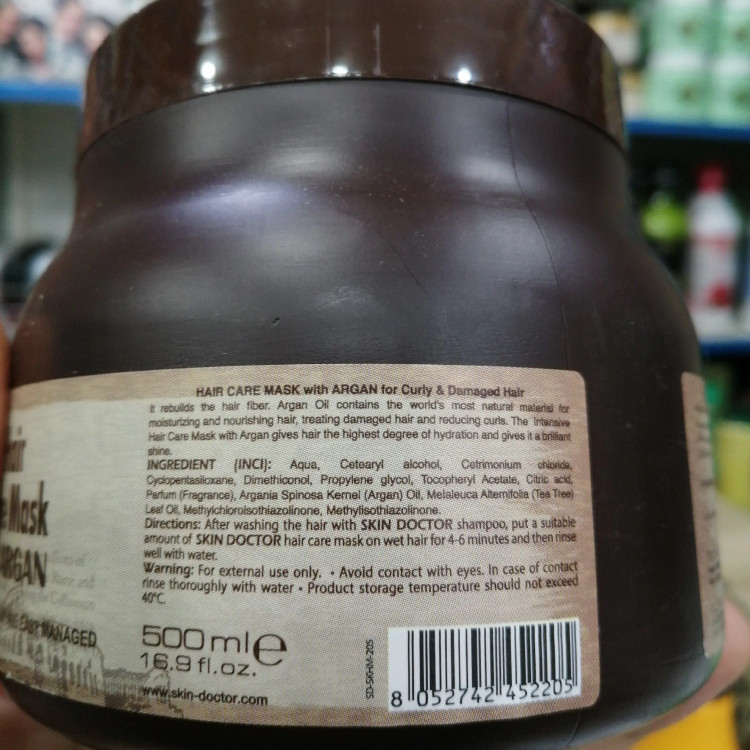 HAIR CARE MASK with ARGAN for Curly & Damaged Hair
It rebuilds the hair fiber. Argan Oil contains the world's most natural material for
moisturizing and nourishing hair, treating damaged hair and reducing curls. The Intensive
Hair Care Mask with Argan gives hair the highest degree of hydration and gives it a brilliant
shine.
INGREDIENT (INCI): Aqua, Cetearyl alcohol, Cetrimonium chloride,
Cyclopentasiloxane, Dimethiconol, Propylene glycol, Tocopheryl Acetate, Citric acid,
Parfum (Fragrance), Argania Spinosa Kernel (Argan) Oil, Melaleuca Alternifolia (Tea Tree)
Leaf Oil, Methylchloroisothiazolinone, Methylisothiazolinone.
Directions: After washing the hair with SKIN DOCTOR shampoo, put a suitable
amount of SKIN DOCTOR hair care mask on wet hair for 4-6 minutes and then rinse
well with water.
Warning: For external use only. • Avoid contact with eyes. In case of contact
rinse thoroughly with water • Product storage temperature should not exceed
40°C.
500 ml e
16.9 fl.oz.
www.skin-doctor.com
SD-SKHM-205
8 052742 452205
Mask
ARGAN
MANAGED